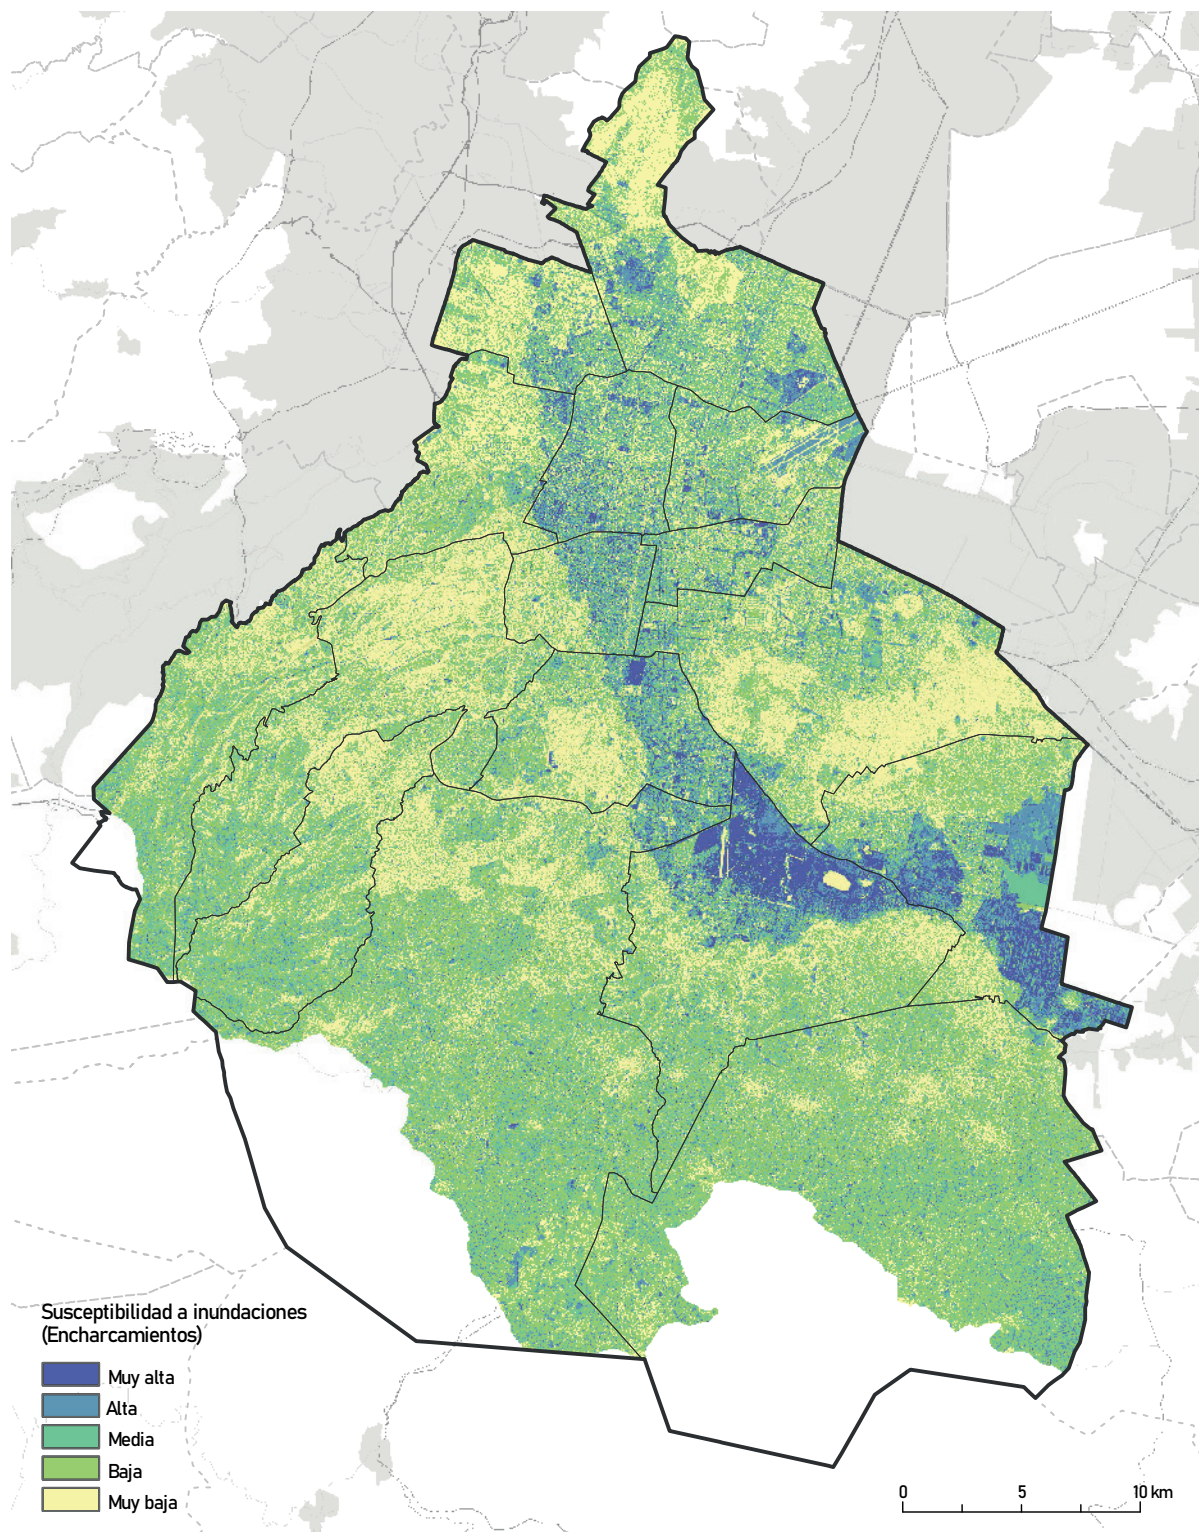 Susceptibilidad a inundaciones
(Encharcamientos)
Muy alta
Alta
Media
Baja
Muy baja
0 5 10 km